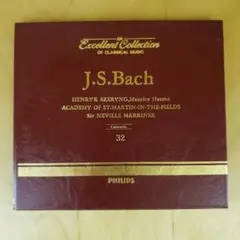 Excellent Collection
OF CLASSICAL MUSIC
J.S.Bach
HENRYK SZERYNG,Maurice Hasson
ACADEMY OF ST.MARTIN-IN-THE-FIELDS
Sir NEVILLE MARRINER
Concerto
32
PHILIPS